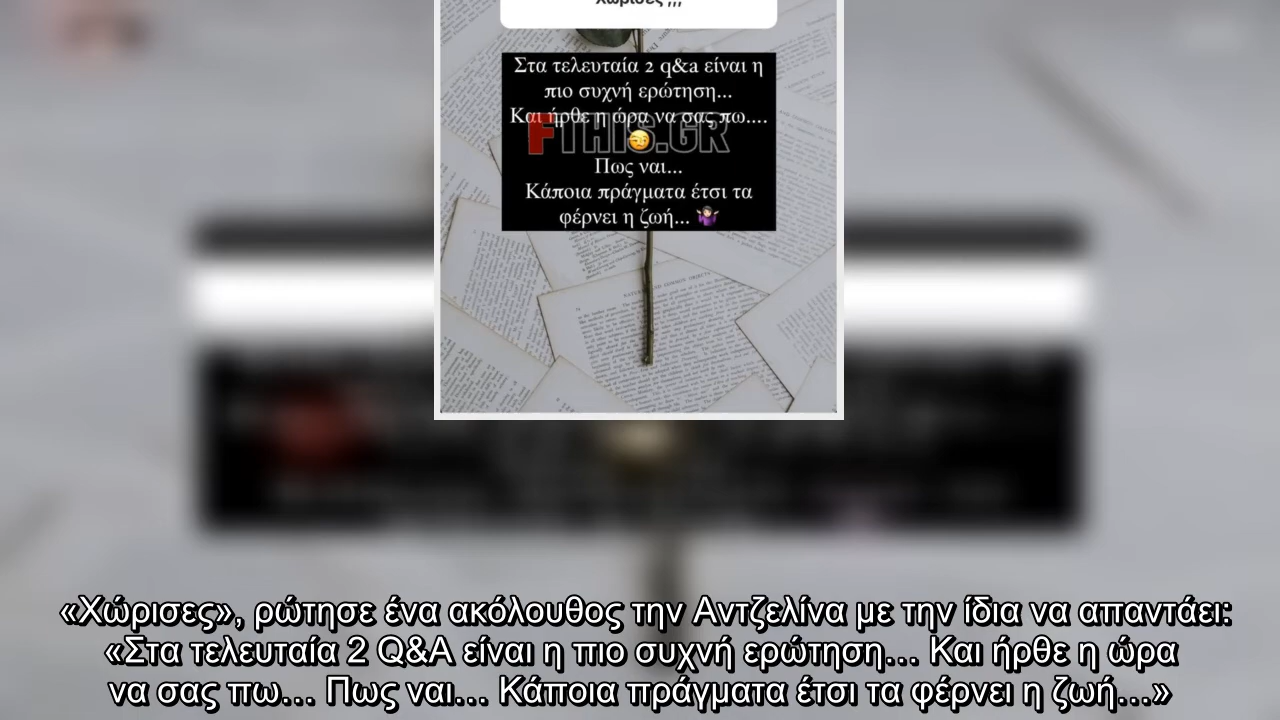 Χώρισες ;;;
Στα τελευταία 2 q&a είναι η
πιο συχνή ερώτηση...
Και ήρθε η ώρα να σας πω....
FTHIS.GR
Πως ναι...
Κάποια πράγματα έτσι τα
φέρνει η ζωή...
«Χώρισες», ρώτησε ένα ακόλουθος την Αντζελίνα με την ίδια να απαντάει:
«Στα τελευταία 2 Q&A είναι η πιο συχνή ερώτηση… Και ήρθε η ώρα
να σας πω… Πως ναι… Κάποια πράγματα έτσι τα φέρνει η ζωή…»